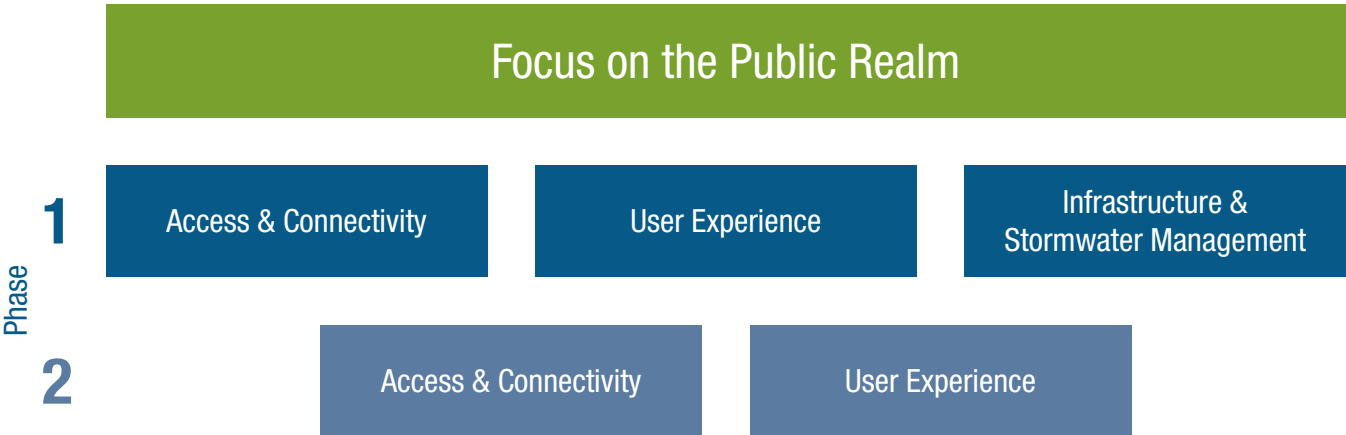 Focus on the Public Realm
Phase
1
Access & Connectivity
User Experience
Infrastructure &
Stormwater Management
2
Access & Connectivity
User Experience